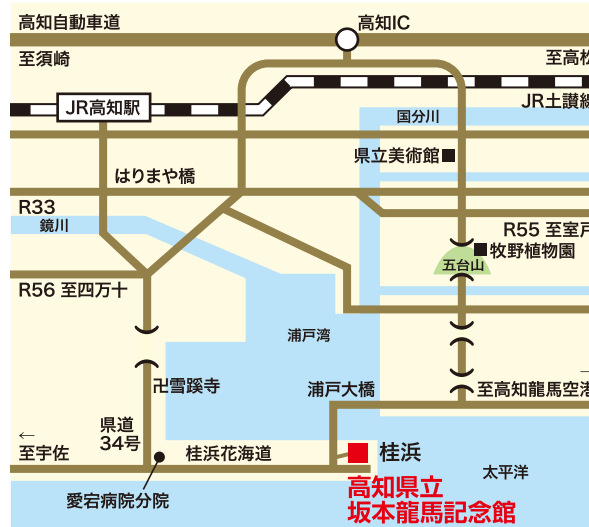 高知自動車道
高知IC
至須崎
至高松
JR高知駅
JR土讃線
国分川
県立美術館
はりまや橋
R33
鏡川
R55 至室戸
牧野植物園
五台山
R56 至四万十
浦戸湾
卍雪蹊寺
浦戸大橋
→
至高知龍馬空港
県道
34号
←
至宇佐
桂浜花海道
桂浜
太平洋
愛宕病院分院
高知県立
坂本龍馬記念館